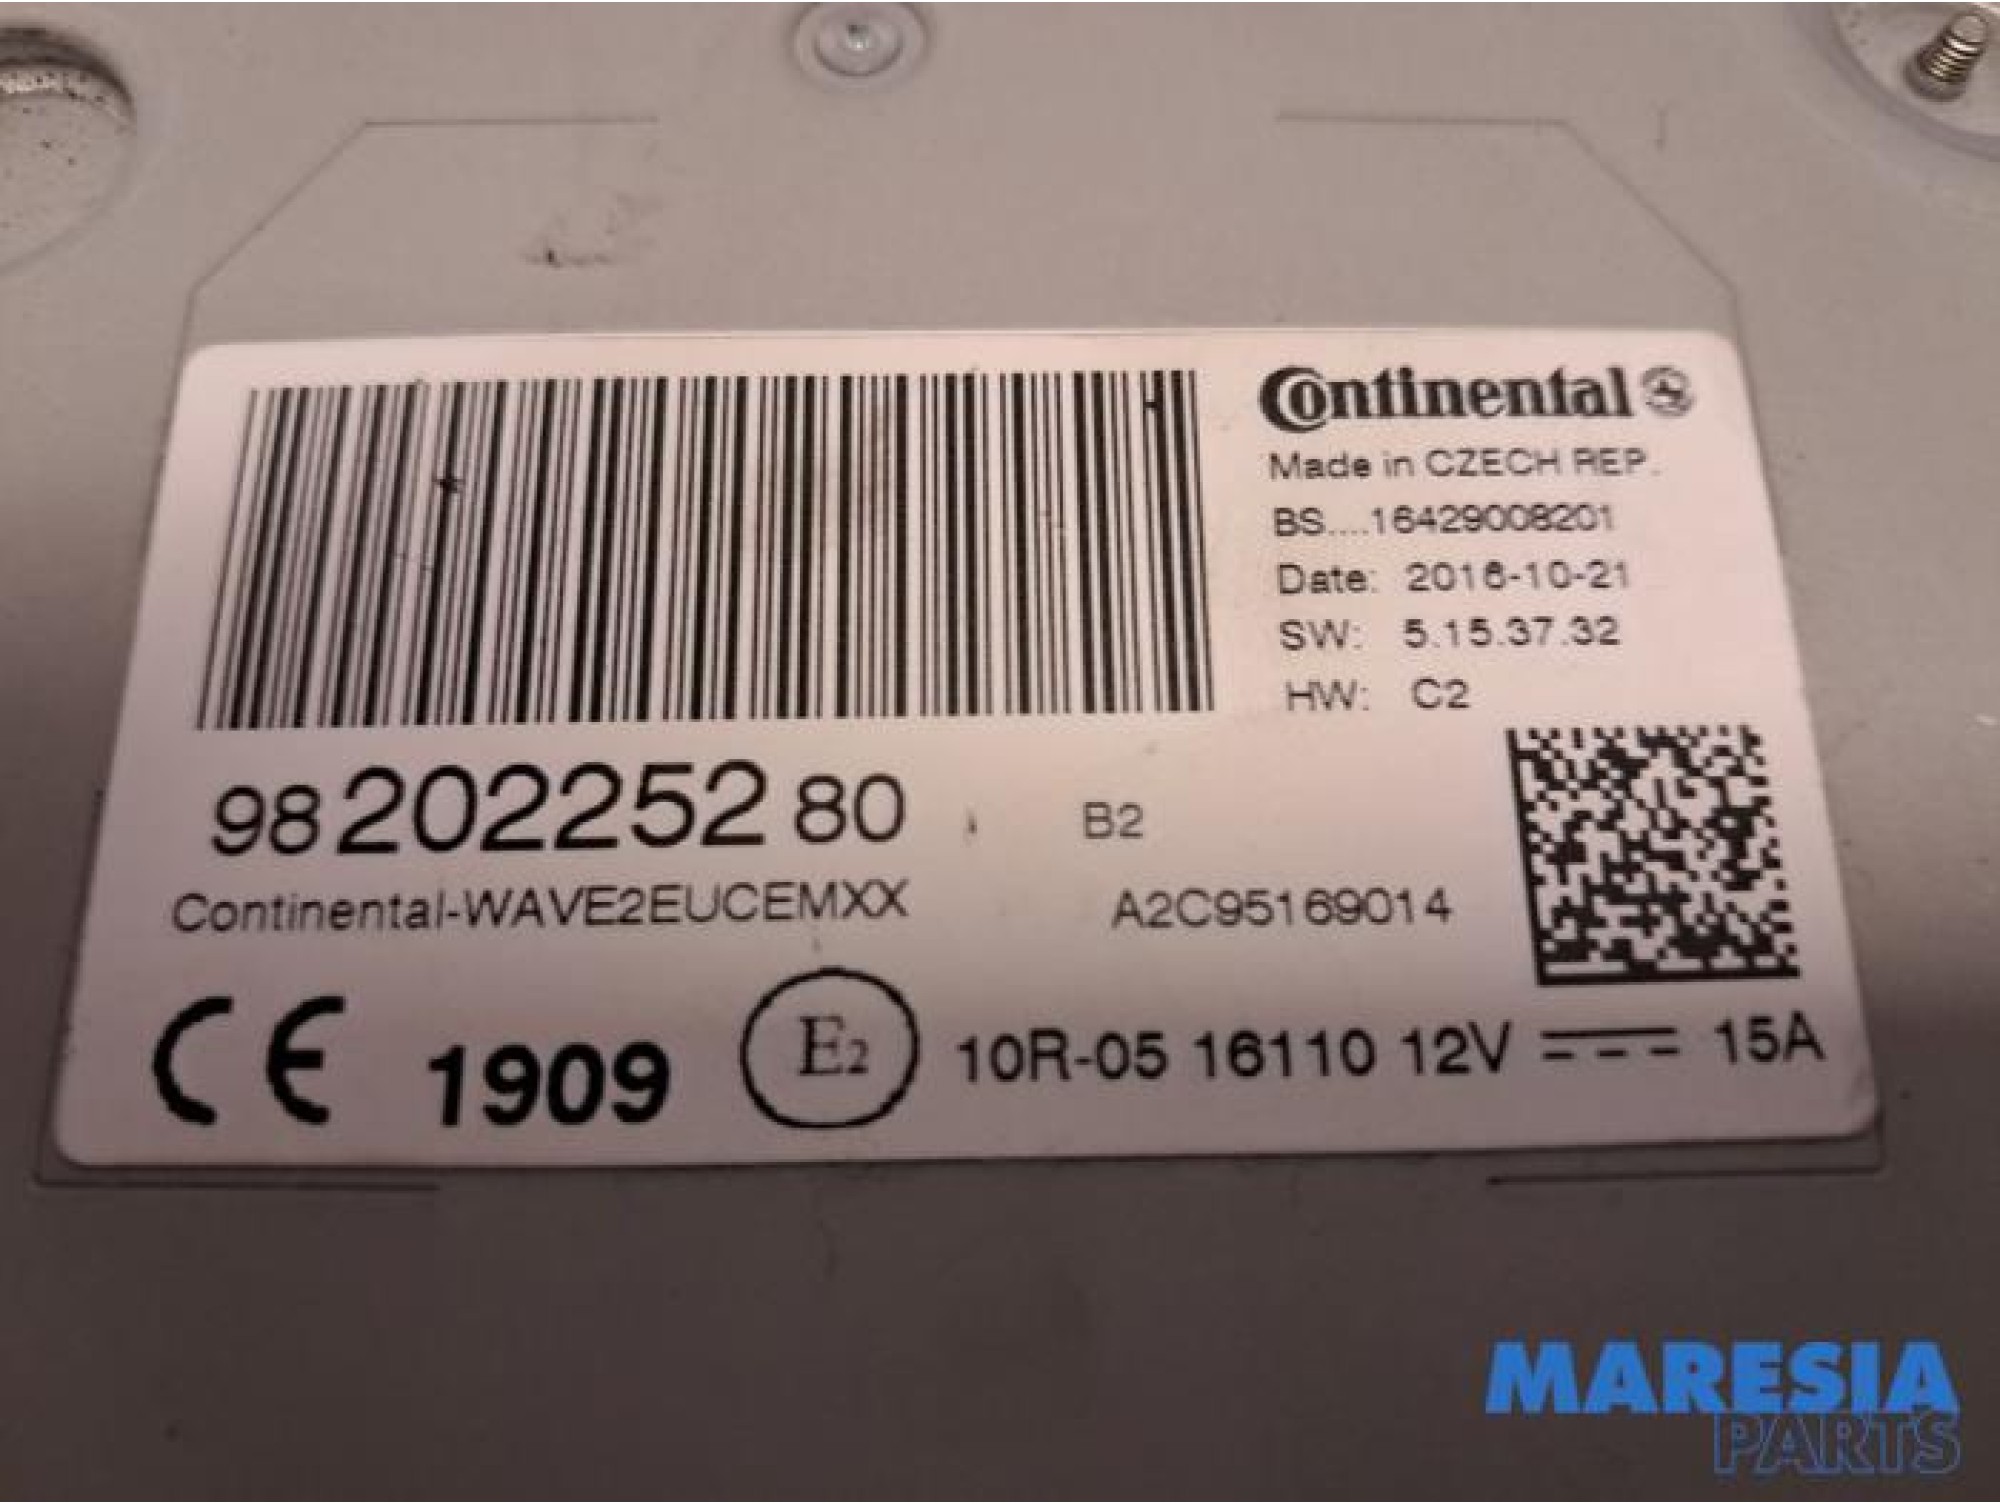 Continental
Made in CZECH REP.
BS....16429008201
Date: 2016-10-21
SW: 5.15.37.32
HW: C2
98 2022252 80 B2
Continental-WAVE2EUCEMXX A2C95169014
CE 1909 E2 10R-05 16110 12V 15A
MARESIA
PARTS